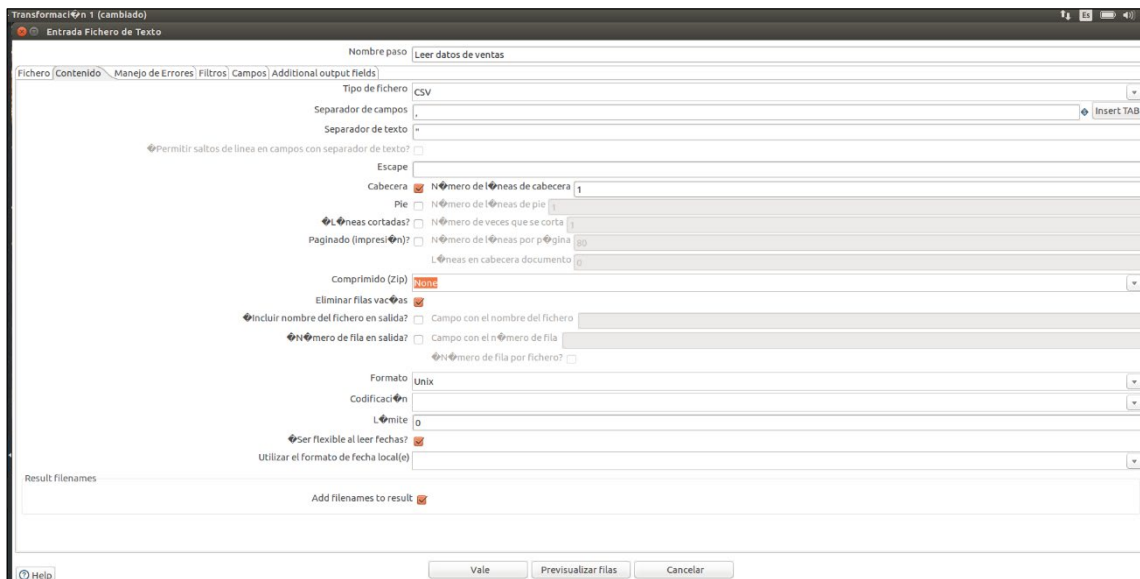 Transformaci�n 1 (cambiado)
Es
Entrada Fichero de Texto
Nombre paso Leer datos de ventas
Fichero Contenido Manejo de Errores Filtros Campos Additional output fields
Tipo de fichero CSV
Separador de campos , Insert TAB
Separador de texto "
�Permitir saltos de linea en campos con separador de texto?
Escape
Cabecera N�mero de l�neas de cabecera 1
Pie N�mero de l�neas de pie 1
�L�neas cortadas? N�mero de veces que se corta 1
Paginado (impresi�n)? N�mero de l�neas por p�gina 80
L�neas en cabecera documento 0
Comprimido (Zip) None
Eliminar filas vac�as
�Incluir nombre del fichero en salida? Campo con el nombre del fichero
�N�mero de fila en salida? Campo con el n�mero de fila
�N�mero de fila por fichero?
Formato Unix
Codificaci�n
L�mite 0
�Ser flexible al leer fechas?
Utilizar el formato de fecha local(e)
Result filenames
Add filenames to result
Help Vale Previsualizar filas Cancelar